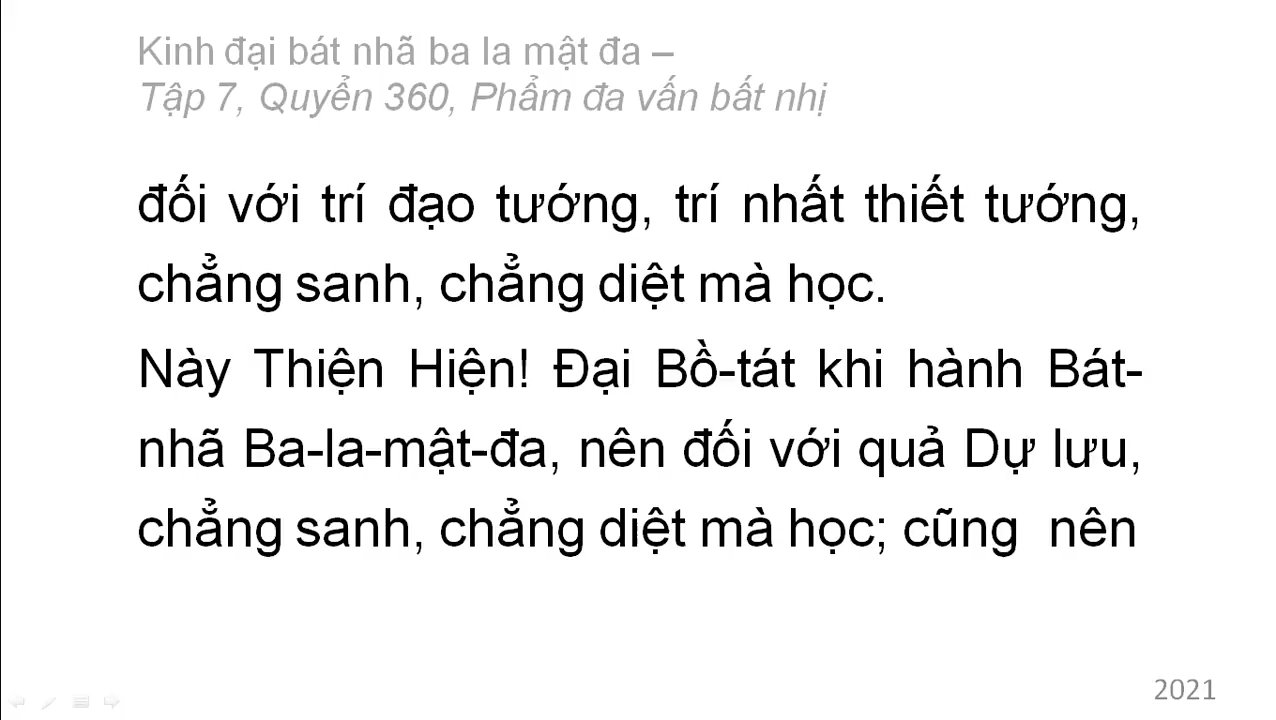 Kinh đại bát nhã ba la mật đa –
Tập 7, Quyển 360, Phẩm đa vấn bất nhị
đối với trí đạo tướng, trí nhất thiết tướng,
chẳng sanh, chẳng diệt mà học.
Này Thiện Hiện! Đại Bồ-tát khi hành Bát-
nhã Ba-la-mật-đa, nên đối với quả Dự lưu,
chẳng sanh, chẳng diệt mà học; cũng nên
2021